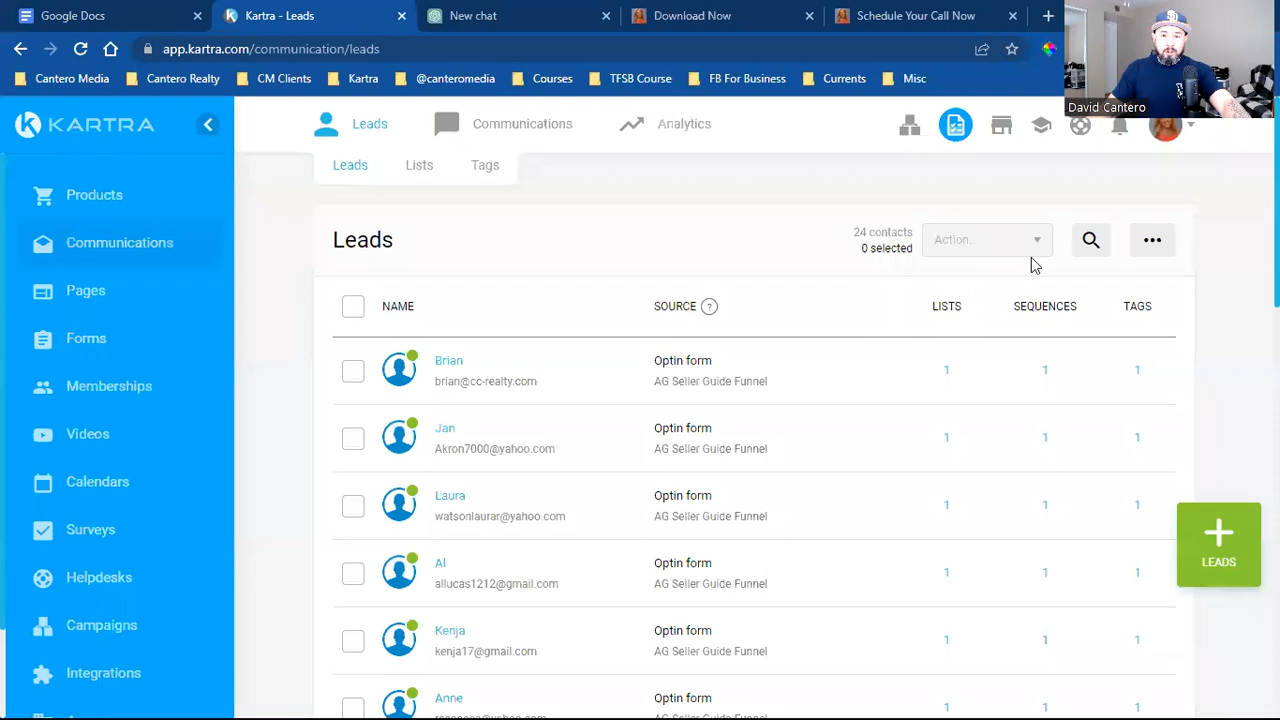 Google Docs
Kartra - Leads
New chat
Download Now
Schedule Your Call Now
app.kartra.com/communication/leads
Cantero Media
Cantero Realty
CM Clients
Kartra
@canteromedia
Courses
TFSB Course
FB For Business
Currents
Misc
David Cantero
KARTRA
Leads
Communications
Analytics
Leads
Lists
Tags
Products
Communications
Pages
Forms
Memberships
Videos
Calendars
Surveys
Helpdesks
Campaigns
Integrations
Leads
24 contacts
0 selected
Action..
NAME
SOURCE ?
LISTS
SEQUENCES
TAGS
Brian
brian@cc-realty.com
Optin form
AG Seller Guide Funnel
1
1
1
Jan
Akron7000@yahoo.com
Optin form
AG Seller Guide Funnel
1
1
1
Laura
watsonlaurar@yahoo.com
Optin form
AG Seller Guide Funnel
1
1
1
Al
allucas1212@gmail.com
Optin form
AG Seller Guide Funnel
1
1
1
Kenja
kenja17@gmail.com
Optin form
AG Seller Guide Funnel
1
1
1
Anne
Optin form
AG Seller Guide Funnel
1
1
1
LEADS